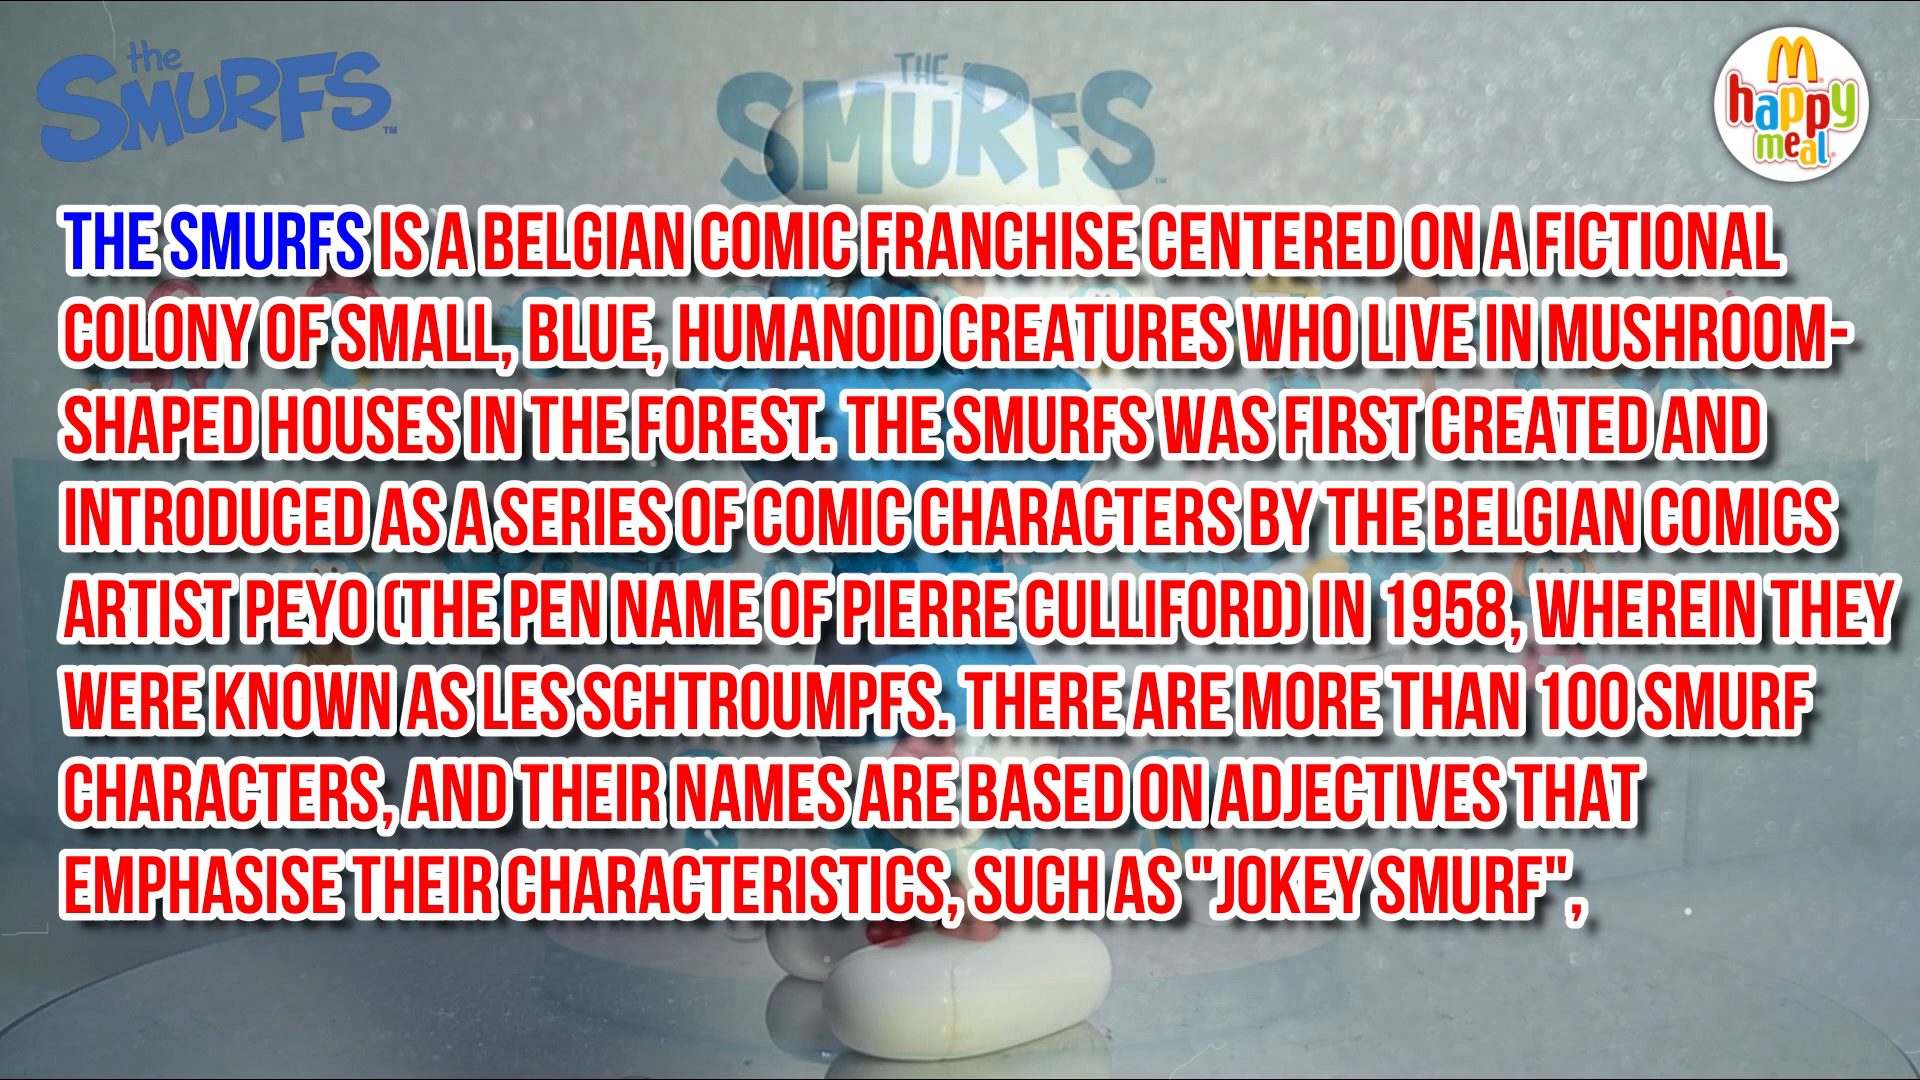 the
SMURFS
TM
THE
SMURFS
TM
M
happy
meal
THE SMURFS IS A BELGIAN COMIC FRANCHISE CENTERED ON A FICTIONAL
COLONY OF SMALL, BLUE, HUMANOID CREATURES WHO LIVE IN MUSHROOM-
SHAPED HOUSES IN THE FOREST. THE SMURFS WAS FIRST CREATED AND
INTRODUCED AS A SERIES OF COMIC CHARACTERS BY THE BELGIAN COMICS
ARTIST PEYO (THE PEN NAME OF PIERRE CULLIFORD) IN 1958, WHEREIN THEY
WERE KNOWN AS LES SCHTROUMPFS. THERE ARE MORE THAN 100 SMURF
CHARACTERS, AND THEIR NAMES ARE BASED ON ADJECTIVES THAT
EMPHASISE THEIR CHARACTERISTICS, SUCH AS "JOKEY SMURF",